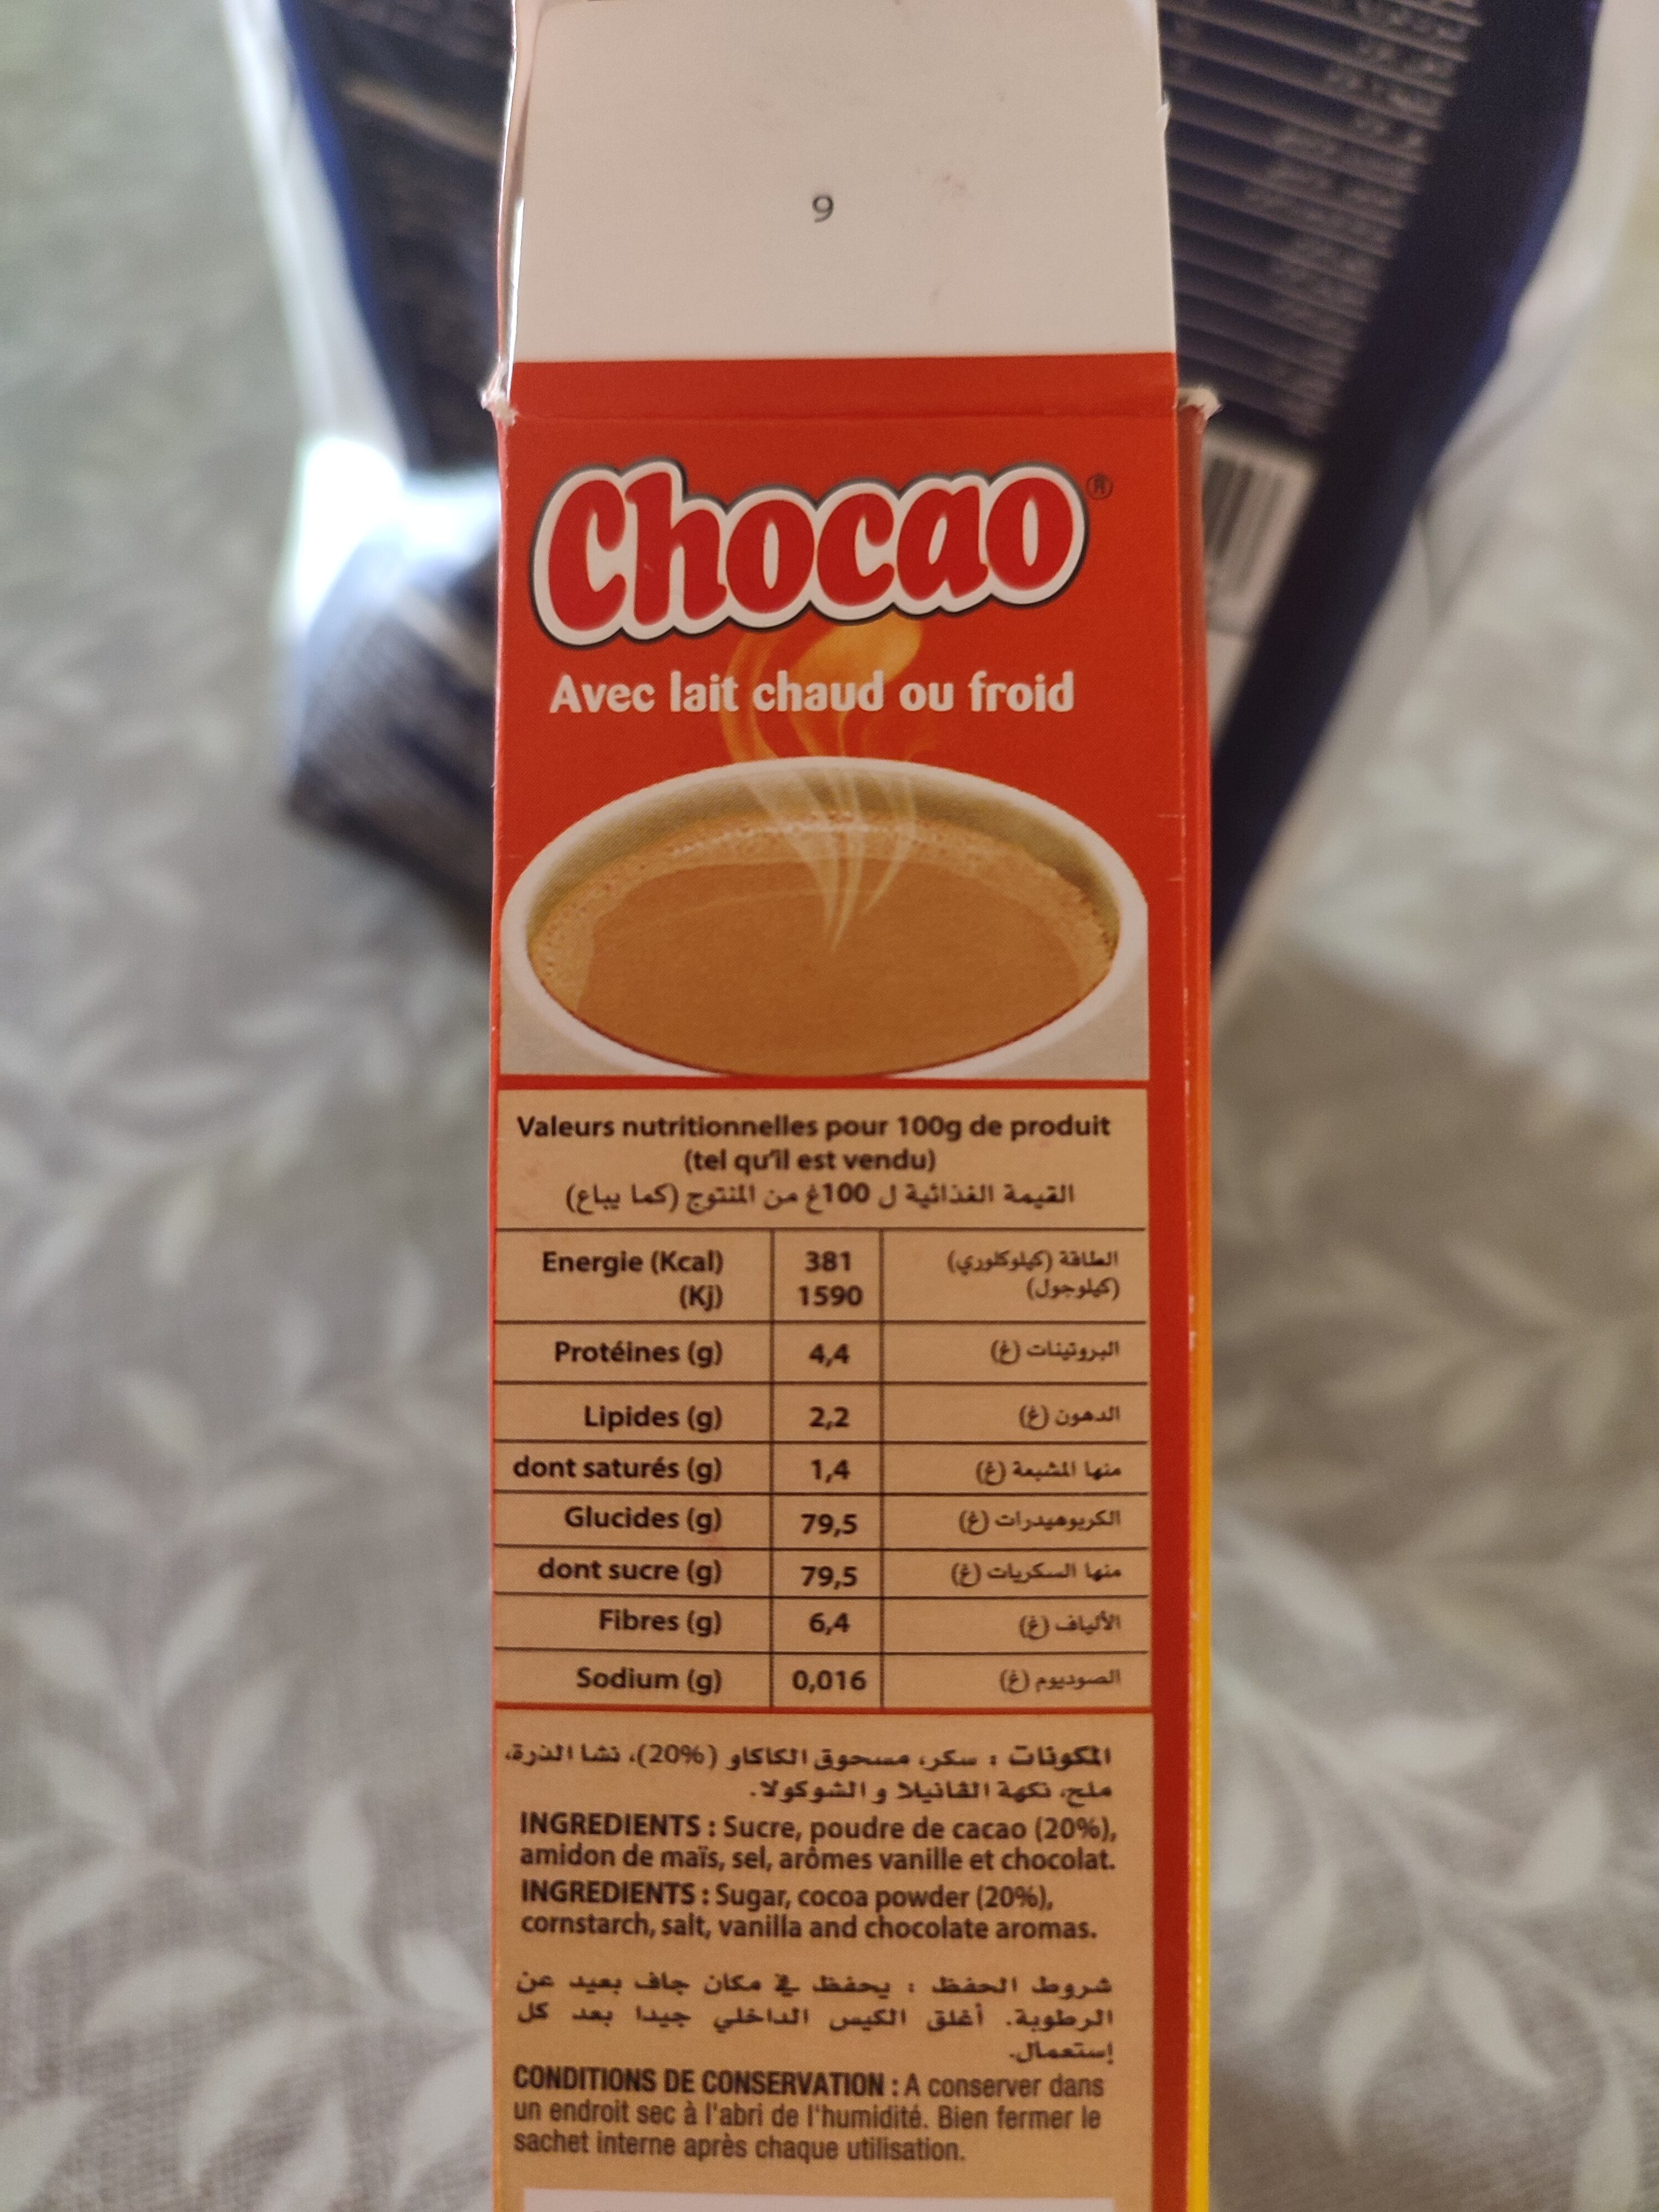 9
Chocao®
Avec lait chaud ou froid
Valeurs nutritionnelles pour 100g de produit
(tel qu'il est vendu)
القيمة الغذائية ل 100غ من المنتوج (كما يباع)
Energie (Kcal) 381 الطاقة (كيلوكلوري)
(Kj) 1590 (كيلوجول)
Protéines (g) 4,4 البروتينات (غ)
Lipides (g) 2,2 الدهون (غ)
dont saturés (g) 1,4 منها المشبعة (غ)
Glucides (g) 79,5 الكربوهيدرات (غ)
dont sucre (g) 79,5 منها السكريات (غ)
Fibres (g) 6,4 الألياف (غ)
Sodium (g) 0,016 الصوديوم (غ)
المكونات : سكر، مسحوق الكاكاو (20%)، نشا الذرة،
ملح، نكهة الڤانيلا و الشوكولا.
INGREDIENTS : Sucre, poudre de cacao (20%),
amidon de maïs, sel, arômes vanille et chocolat.
INGREDIENTS : Sugar, cocoa powder (20%),
cornstarch, salt, vanilla and chocolate aromas.
شروط الحفظ : يحفظ في مكان جاف بعيد عن
الرطوبة. أغلق الكيس الداخلي جيدا بعد كل
إستعمال.
CONDITIONS DE CONSERVATION : A conserver dans
un endroit sec à l'abri de l'humidité. Bien fermer le
sachet interne après chaque utilisation.